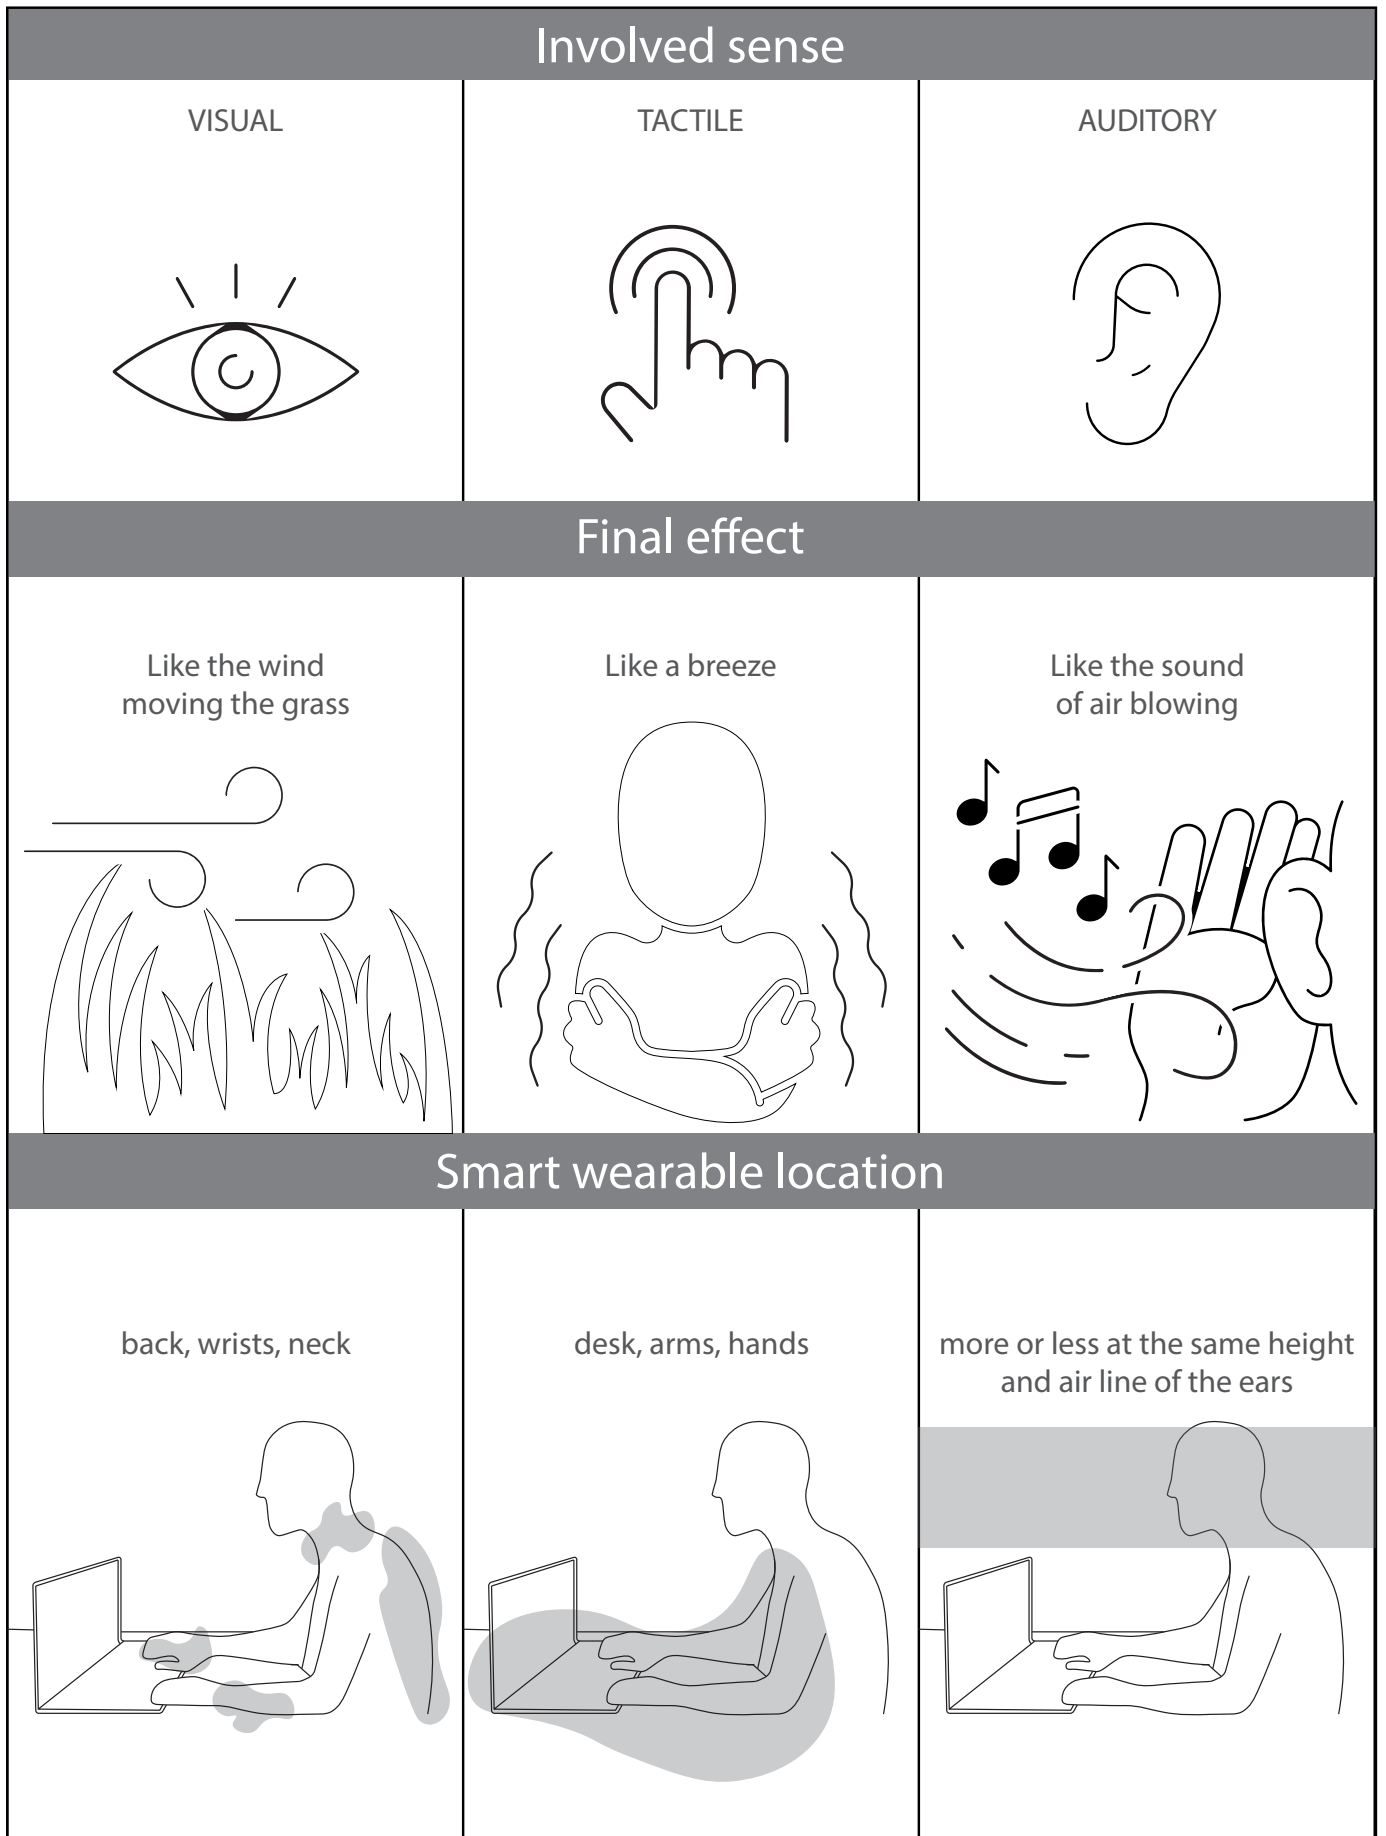 Involved sense
VISUAL
TACTILE
AUDITORY
Final effect
Like the wind
moving the grass
Like a breeze
Like the sound
of air blowing
Smart wearable location
back, wrists, neck
desk, arms, hands
more or less at the same height
and air line of the ears